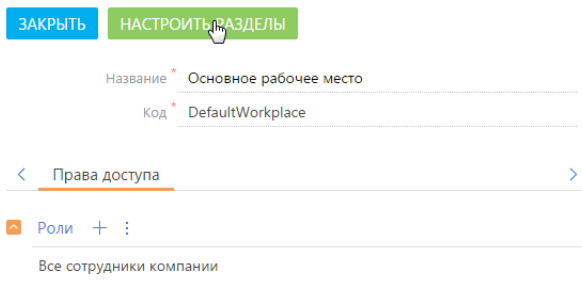 ЗАКРЫТЬ НАСТРОИТЬ РАЗДЕЛЫ
Название * Основное рабочее место
Код * DefaultWorkplace
Права доступа
Роли
Все сотрудники компании